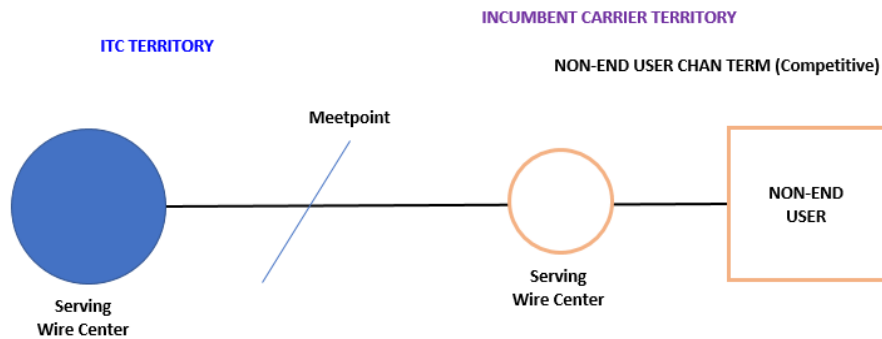 INCUMBENT CARRIER TERRITORY
ITC TERRITORY
NON-END USER CHAN TERM (Competitive)
Meetpoint
NON-END
USER
Serving
Wire Center
Serving
Wire Center